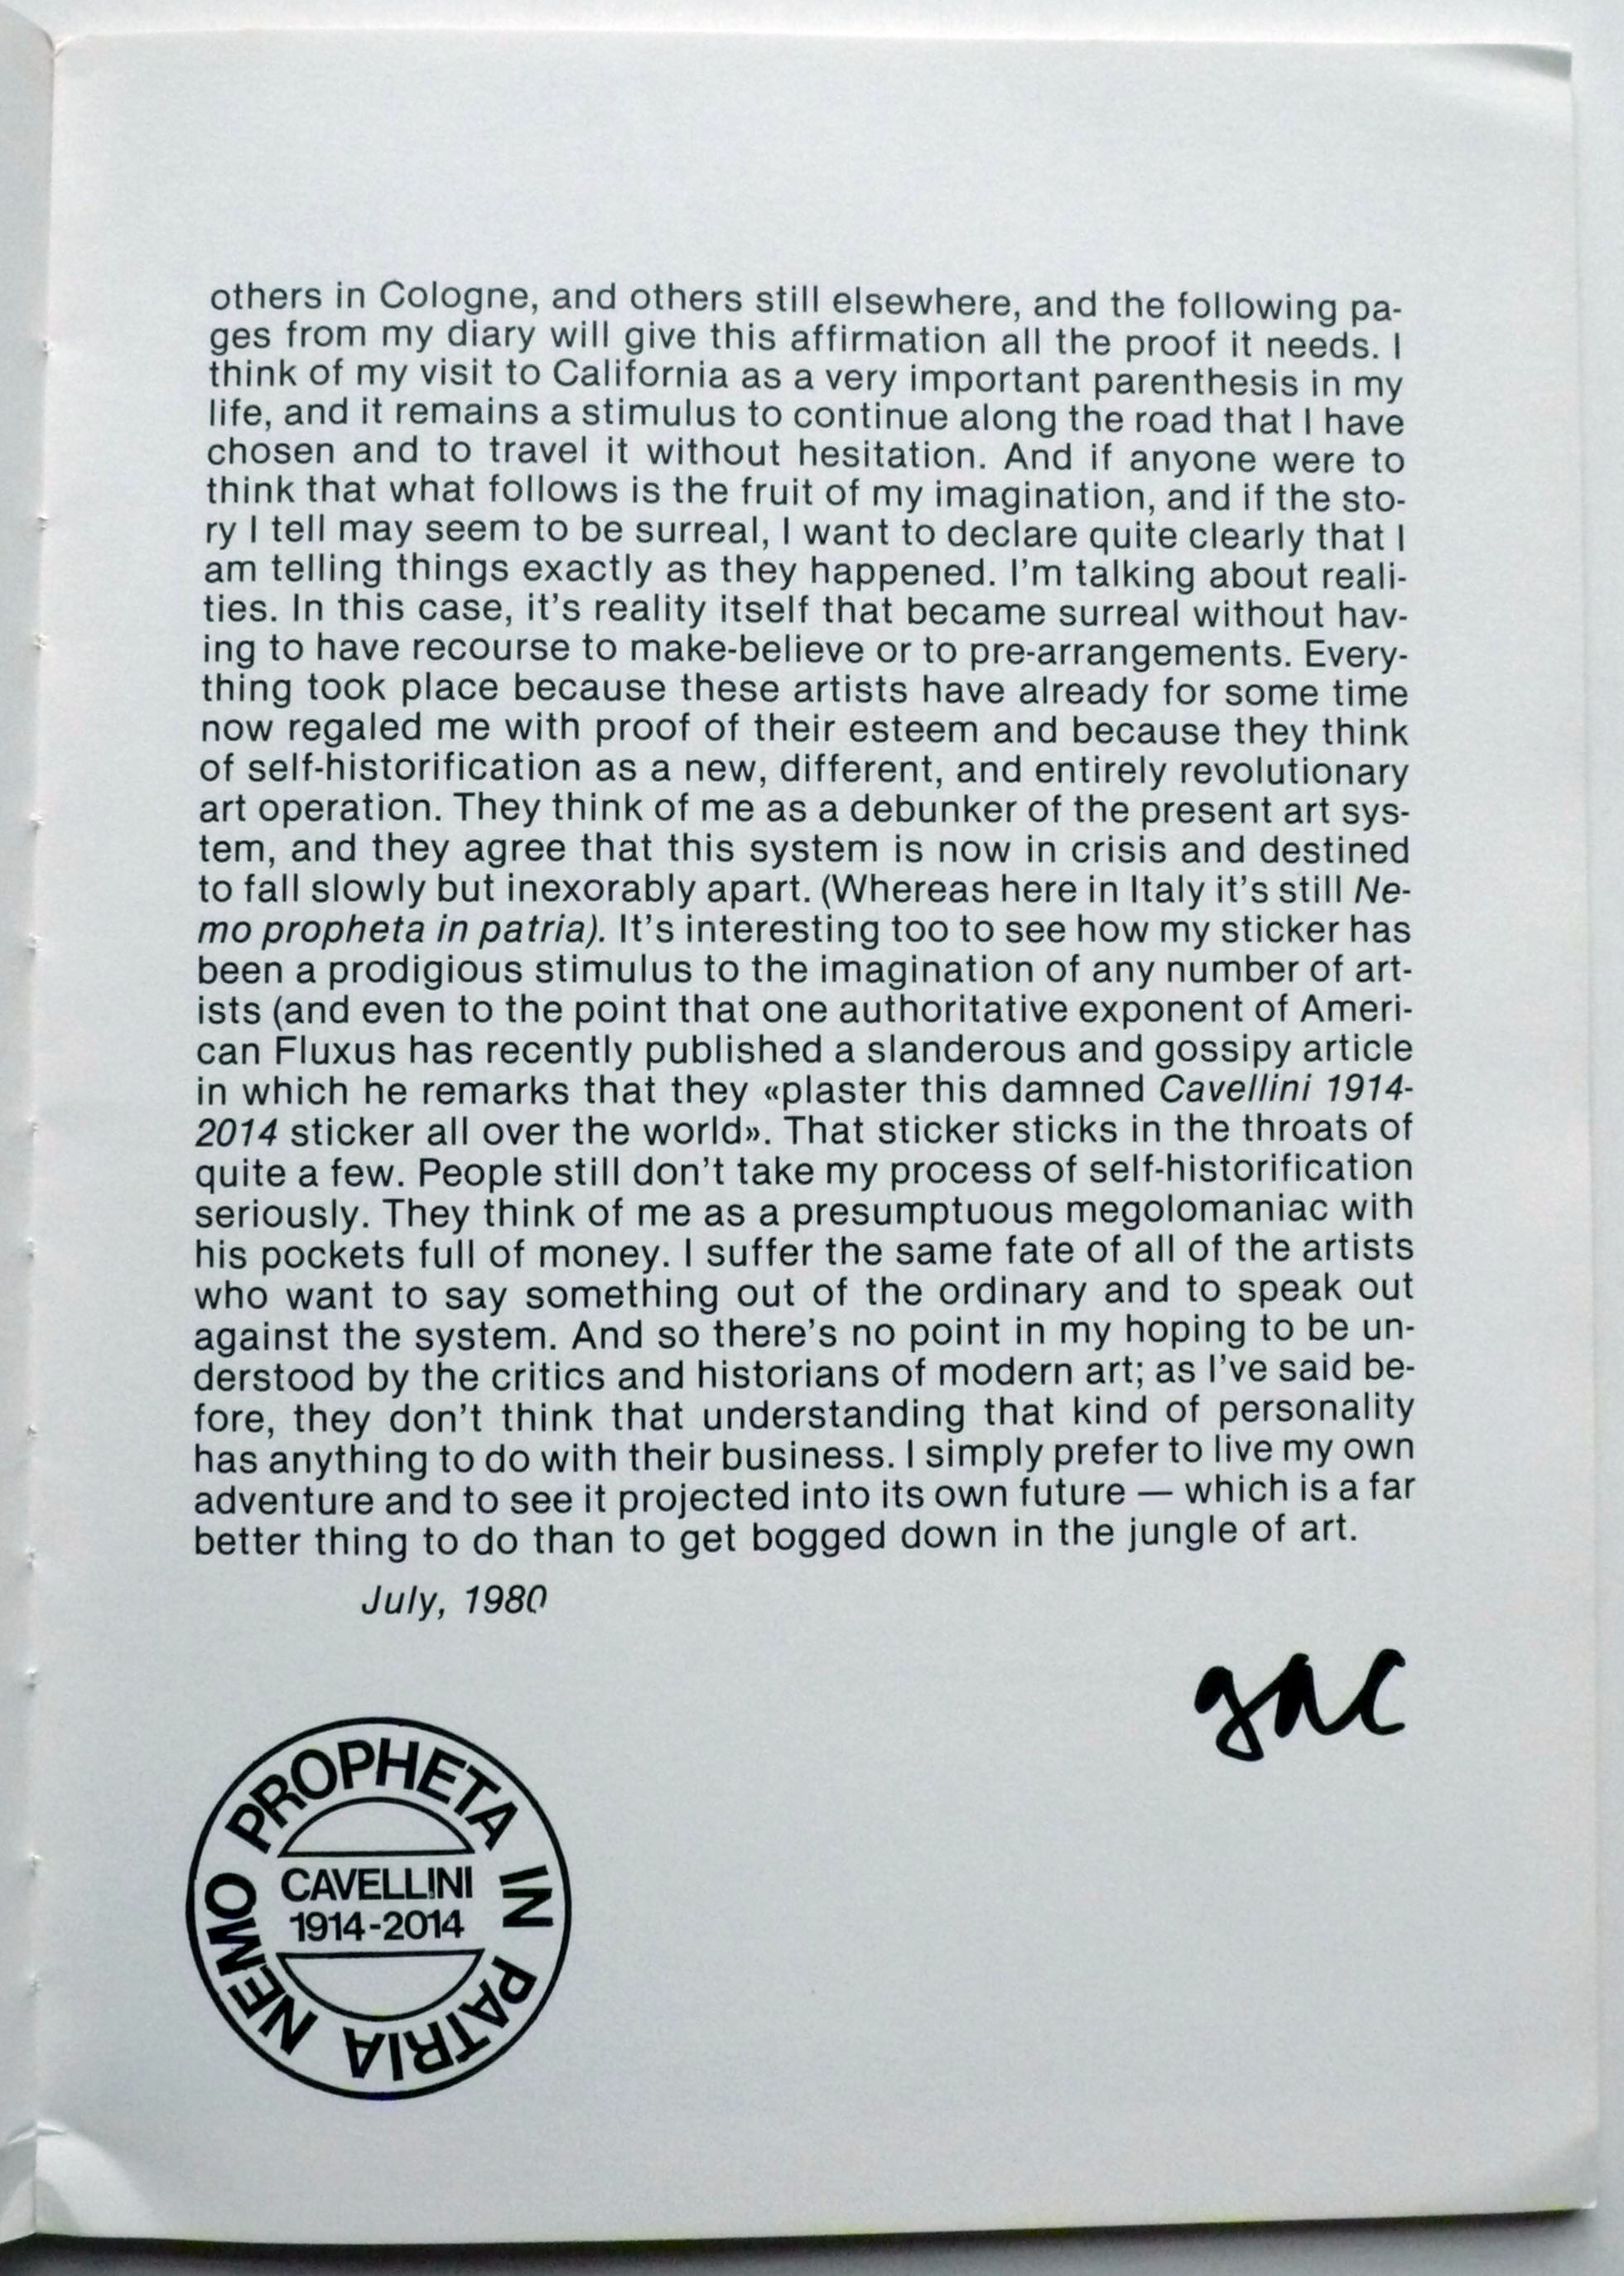 others in Cologne, and others still elsewhere, and the following pa-
ges from my diary will give this affirmation all the proof it needs. I
think of my visit to California as a very important parenthesis in my
life, and it remains a stimulus to continue along the road that I have
chosen and to travel it without hesitation. And if anyone were to
think that what follows is the fruit of my imagination, and if the sto-
ry I tell may seem to be surreal, I want to declare quite clearly that I
am telling things exactly as they happened. I'm talking about reali-
ties. In this case, it's reality itself that became surreal without hav-
ing to have recourse to make-believe or to pre-arrangements. Every-
thing took place because these artists have already for some time
now regaled me with proof of their esteem and because they think
of self-historification as a new, different, and entirely revolutionary
art operation. They think of me as a debunker of the present art sys-
tem, and they agree that this system is now in crisis and destined
to fall slowly but inexorably apart. (Whereas here in Italy it's still Ne-
mo propheta in patria). It's interesting too to see how my sticker has
been a prodigious stimulus to the imagination of any number of art-
ists (and even to the point that one authoritative exponent of Ameri-
can Fluxus has recently published a slanderous and gossipy article
in which he remarks that they «plaster this damned Cavellini 1914-
2014 sticker all over the world». That sticker sticks in the throats of
quite a few. People still don't take my process of self-historification
seriously. They think of me as a presumptuous megolomaniac with
his pockets full of money. I suffer the same fate of all of the artists
who want to say something out of the ordinary and to speak out
against the system. And so there's no point in my hoping to be un-
derstood by the critics and historians of modern art; as I've said be-
fore, they don't think that understanding that kind of personality
has anything to do with their business. I simply prefer to live my own
adventure and to see it projected into its own future — which is a far
better thing to do than to get bogged down in the jungle of art.
July, 1980
gac
NEMO PROPHETA IN PATRIA
CAVELLINI
1914-2014